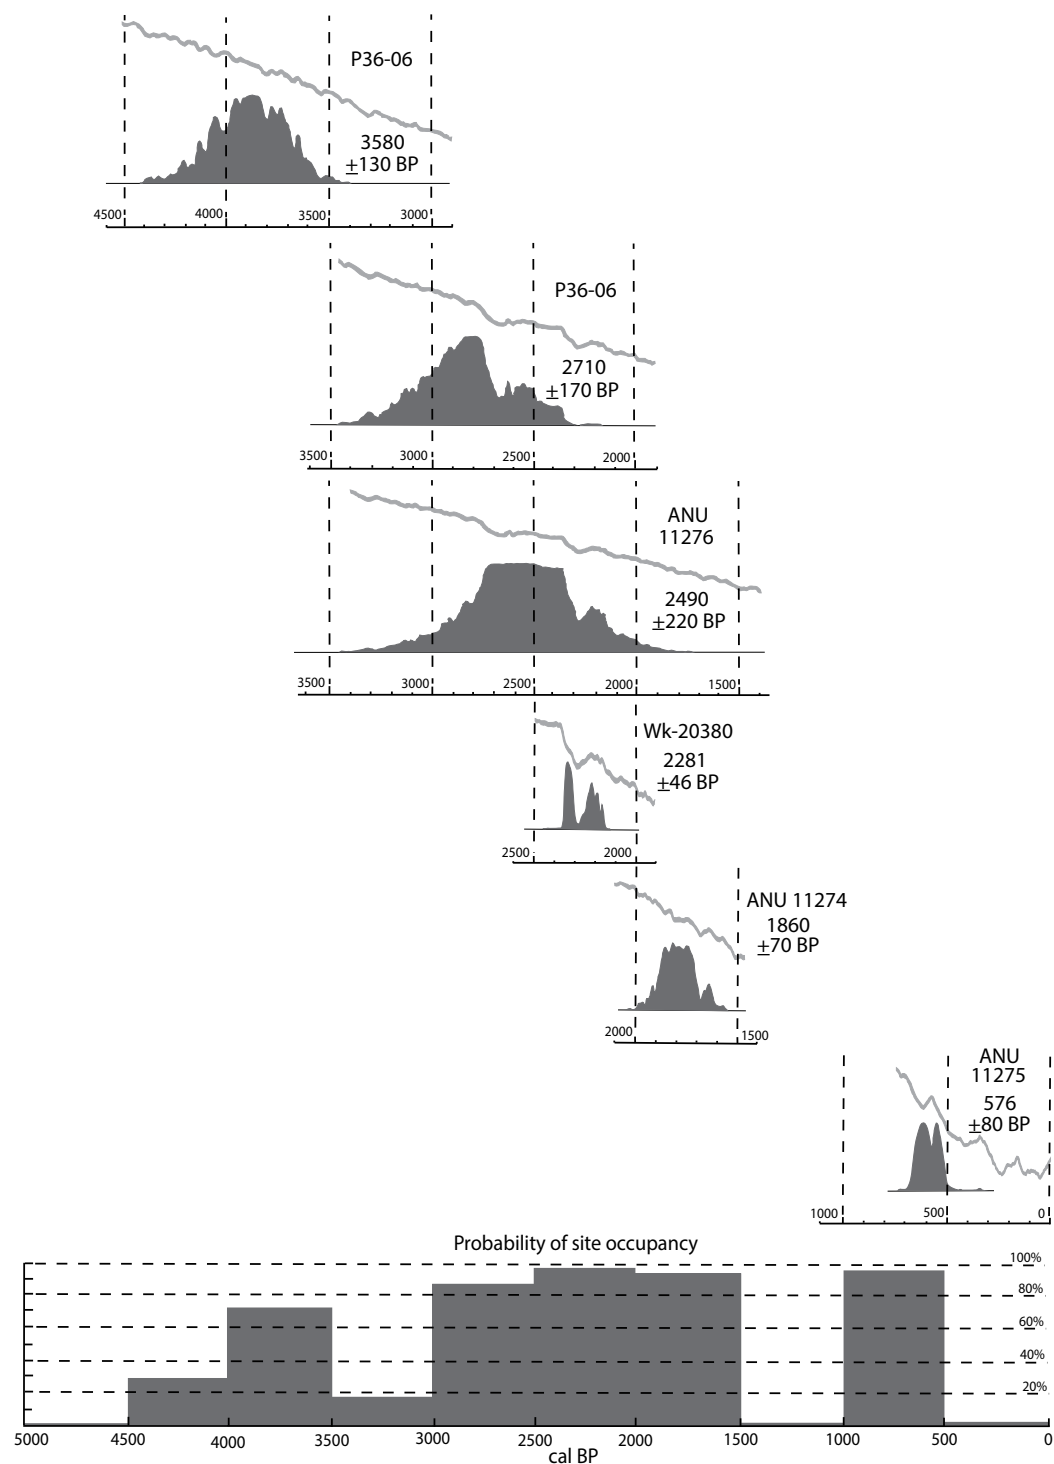 P36-06
3580
±130 BP
4500 4000 3500 3000
P36-06
2710
±170 BP
3500 3000 2500 2000
ANU
11276
2490
±220 BP
3500 3000 2500 2000 1500
Wk-20380
2281
±46 BP
2500 2000
ANU 11274
1860
±70 BP
2000 1500
ANU
11275
576
±80 BP
1000 500 0
Probability of site occupancy
100%
80%
60%
40%
20%
5000 4500 4000 3500 3000 2500 2000 1500 1000 500 0
cal BP